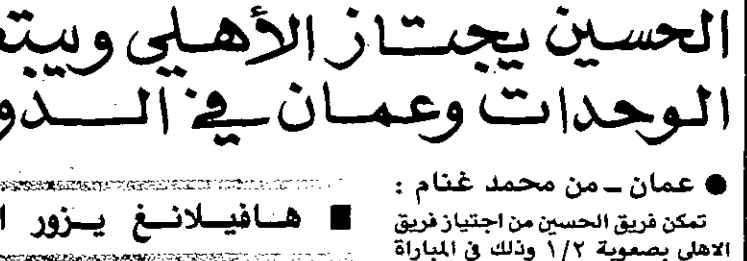 الحسين يجتاز الأهلي ويبتع
الوحدات وعمان في الدو
● عمان ـ من محمد غنام :
تمكن فريق الحسين من اجتياز فريق
الاهلي بصعوبة ١/٢ وذلك في المباراة
■ هافيلانغ يزور ا